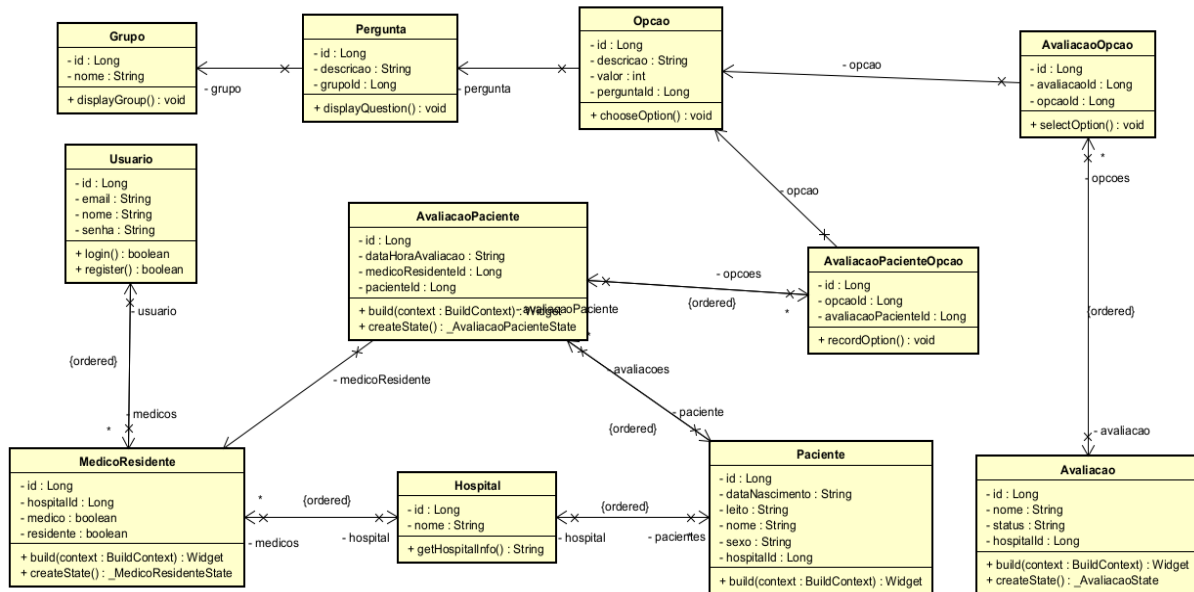 Grupo
- id : Long
- nome : String
+ displayGroup() : void
- grupo
Pergunta
- id : Long
- descricao : String
- grupoId : Long
+ displayQuestion() : void
- pergunta
Opcao
- id : Long
- descricao : String
- valor : int
- perguntaId : Long
+ chooseOption() : void
- opcao
AvaliacaoOpcao
- id : Long
- avaliacaoId : Long
- opcaoId : Long
+ selectOption() : void
*
- opcoes
{ordered}
- avaliacao
Usuario
- id : Long
- email : String
- nome : String
- senha : String
+ login() : boolean
+ register() : boolean
- usuario
{ordered}
- medicos
*
AvaliacaoPaciente
- id : Long
- dataHoraAvaliacao : String
- medicoResidenteId : Long
- pacienteId : Long
+ build(context : BuildContext) : Widget
+ createState() : _AvaliacaoPacienteState
- avaliacaoPaciente
- opcoes
{ordered}
*
- opcao
AvaliacaoPacienteOpcao
- id : Long
- opcaoId : Long
- avaliacaoPacienteId : Long
+ recordOption() : void
- medicoResidente
*
- avaliacoes
- paciente
{ordered}
MedicoResidente
- id : Long
- hospitalId : Long
- medico : boolean
- residente : boolean
+ build(context : BuildContext) : Widget
+ createState() : _MedicoResidenteState
*
{ordered}
- medicos
- hospital
Hospital
- id : Long
- nome : String
+ getHospitalInfo() : String
{ordered}
- hospital
- pacientes
*
Paciente
- id : Long
- dataNascimento : String
- leito : String
- nome : String
- sexo : String
- hospitalId : Long
+ build(context : BuildContext) : Widget
Avaliacao
- id : Long
- nome : String
- status : String
- hospitalId : Long
+ build(context : BuildContext) : Widget
+ createState() : _AvaliacaoState